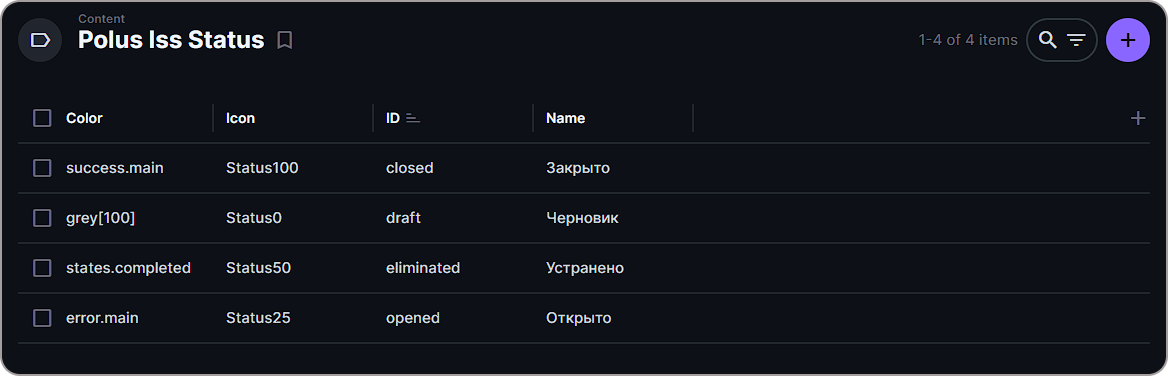 Content
Polus Iss Status
1-4 of 4 items
Color Icon ID Name
success.main Status100 closed Закрыто
grey[100] Status0 draft Черновик
states.completed Status50 eliminated Устранено
error.main Status25 opened Открыто